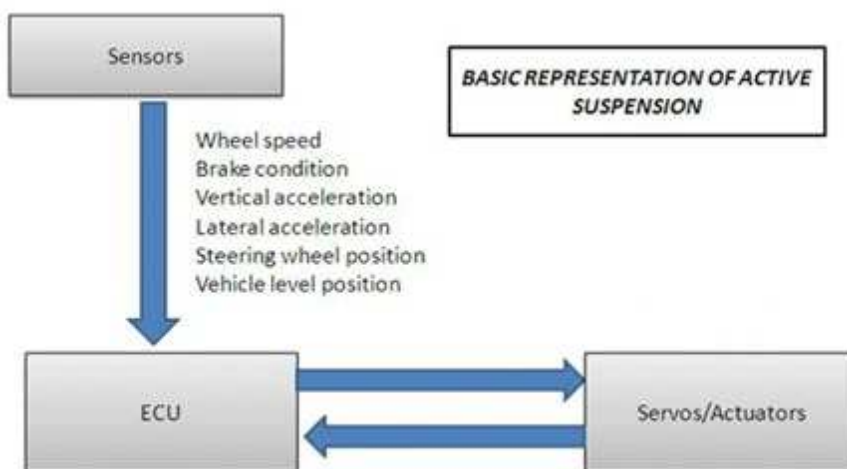 Sensors
BASIC REPRESENTATION OF ACTIVE
SUSPENSION
Wheel speed
Brake condition
Vertical acceleration
Lateral acceleration
Steering wheel position
Vehicle level position
ECU
Servos/Actuators